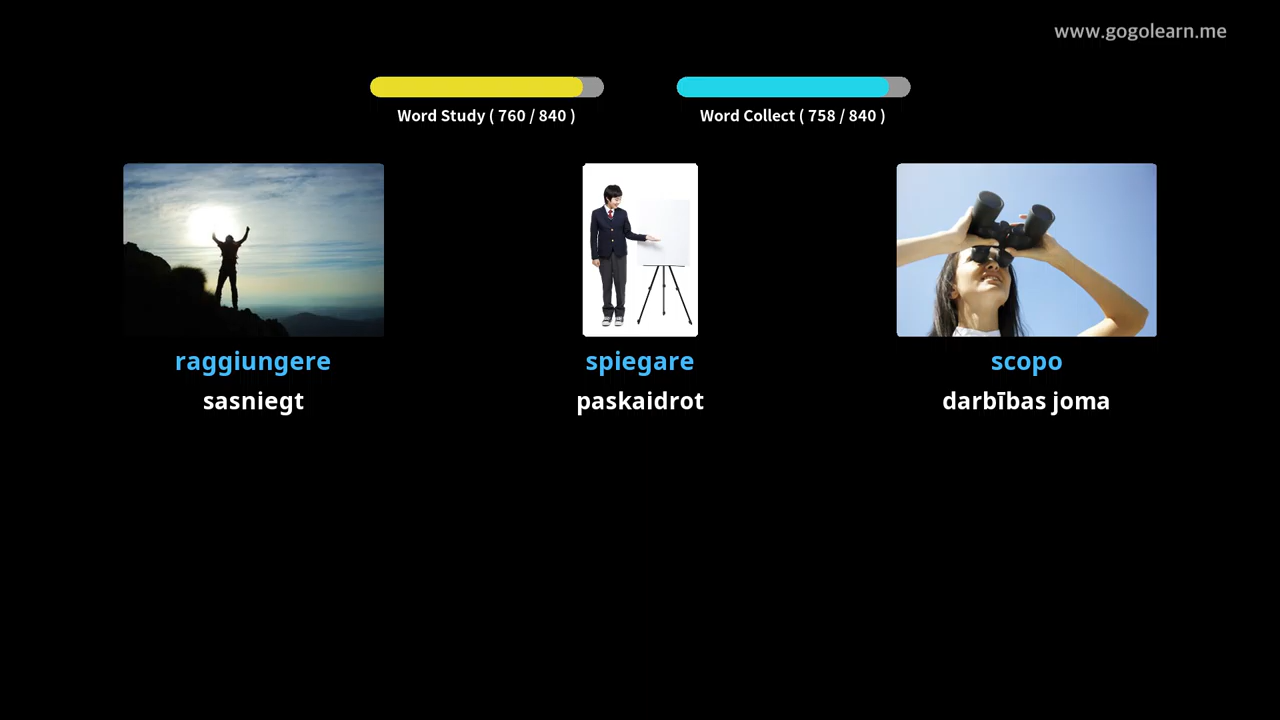 www.gogolearn.me
Word Study ( 760 / 840 )
Word Collect ( 758 / 840 )
raggiungere
spiegare
scopo
sasniegt
paskaidrot
darbības joma